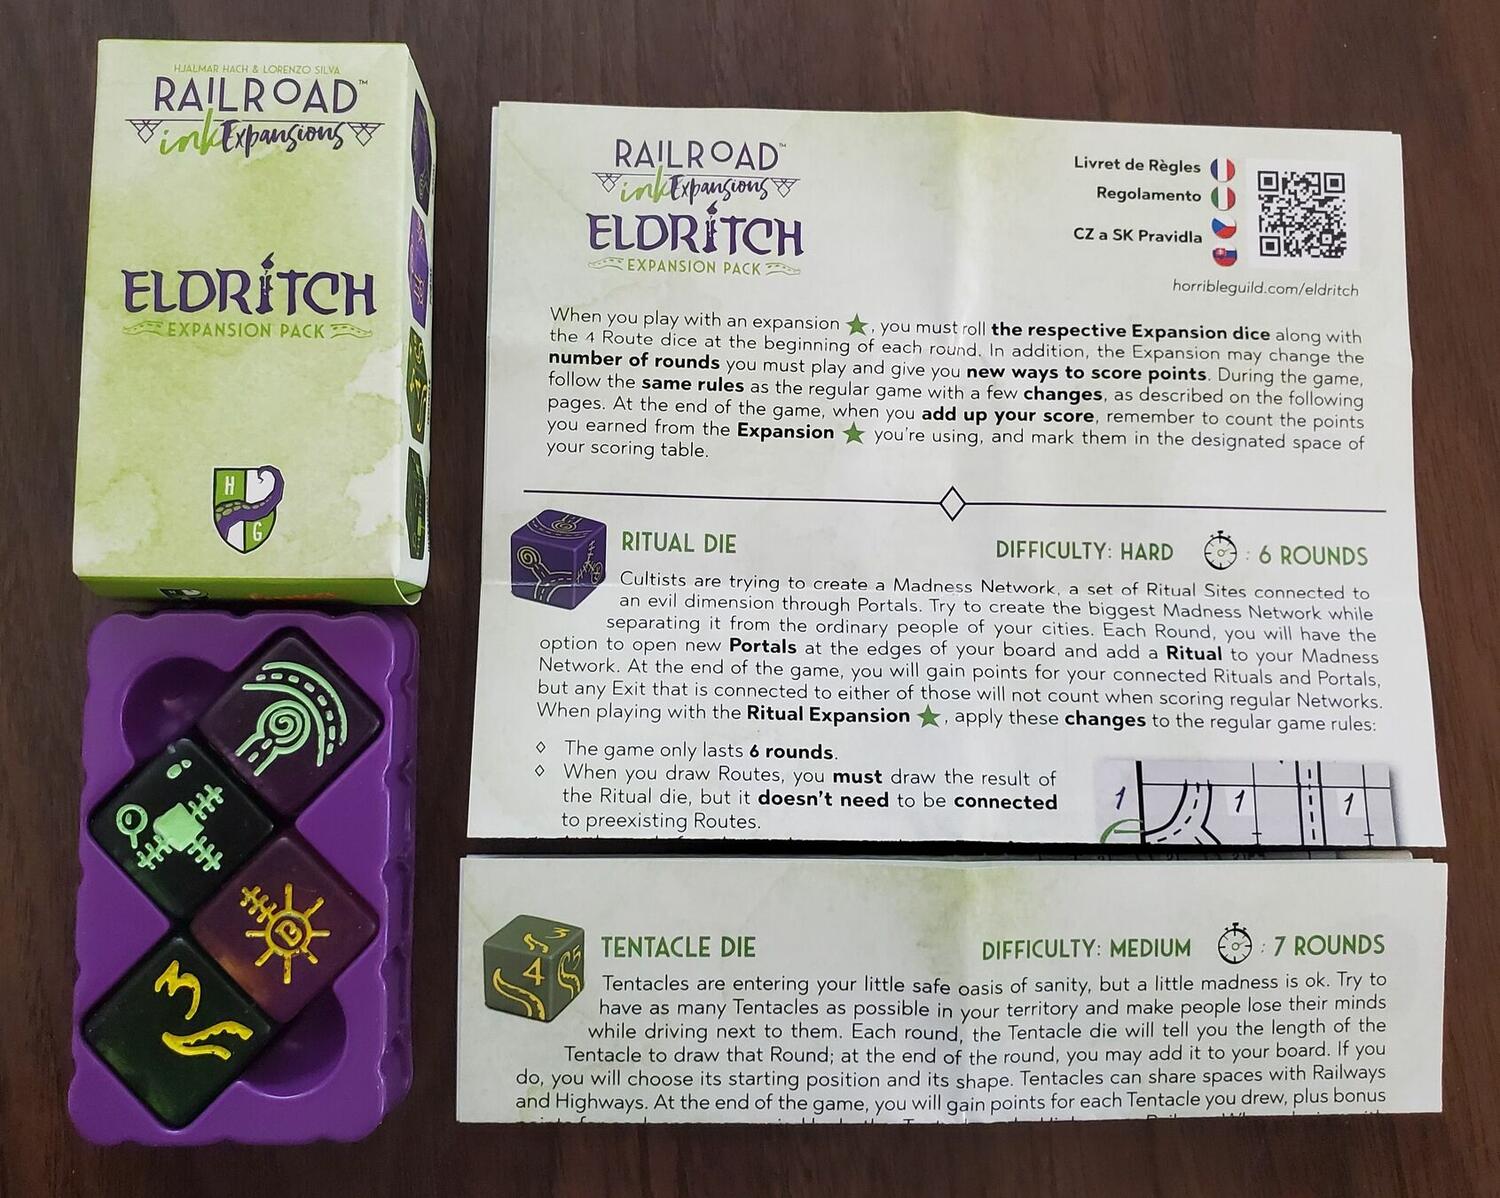 HJALMAR HACH & LORENZO SILVA
RAILROAD™
ink Expansions
ELDRITCH
EXPANSION PACK
H
G
B
3
RAILROAD™
ink Expansions
ELDRITCH
EXPANSION PACK
Livret de Règles
Regolamento
CZ a SK Pravidla
horribleguild.com/eldritch
When you play with an expansion ★, you must roll the respective Expansion dice along with
the 4 Route dice at the beginning of each round. In addition, the Expansion may change the
number of rounds you must play and give you new ways to score points. During the game,
follow the same rules as the regular game with a few changes, as described on the following
pages. At the end of the game, when you add up your score, remember to count the points
you earned from the Expansion ★ you're using, and mark them in the designated space of
your scoring table.
RITUAL DIE
DIFFICULTY: HARD : 6 ROUNDS
Cultists are trying to create a Madness Network, a set of Ritual Sites connected to
an evil dimension through Portals. Try to create the biggest Madness Network while
separating it from the ordinary people of your cities. Each Round, you will have the
option to open new Portals at the edges of your board and add a Ritual to your Madness
Network. At the end of the game, you will gain points for your connected Rituals and Portals,
but any Exit that is connected to either of those will not count when scoring regular Networks.
When playing with the Ritual Expansion ★, apply these changes to the regular game rules:
◊ The game only lasts 6 rounds.
◊ When you draw Routes, you must draw the result of
the Ritual die, but it doesn't need to be connected
to preexisting Routes.
1 1 1
TENTACLE DIE
DIFFICULTY: MEDIUM : 7 ROUNDS
3
4
Tentacles are entering your little safe oasis of sanity, but a little madness is ok. Try to
have as many Tentacles as possible in your territory and make people lose their minds
while driving next to them. Each round, the Tentacle die will tell you the length of the
Tentacle to draw that Round; at the end of the round, you may add it to your board. If you
do, you will choose its starting position and its shape. Tentacles can share spaces with Railways
and Highways. At the end of the game, you will gain points for each Tentacle you drew, plus bonus